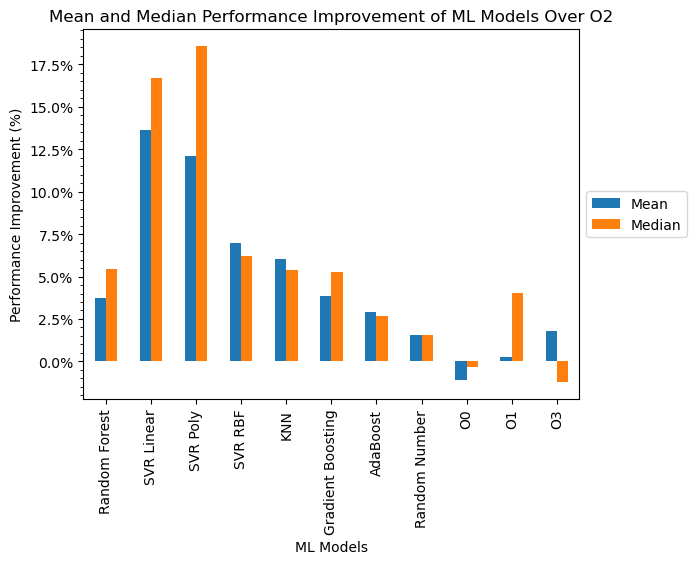 Mean and Median Performance Improvement of ML Models Over O2
Performance Improvement (%)
17.5%
15.0%
12.5%
10.0%
7.5%
5.0%
2.5%
0.0%
Mean
Median
Random Forest
SVR Linear
SVR Poly
SVR RBF
KNN
Gradient Boosting
AdaBoost
Random Number
O0
O1
O3
ML Models